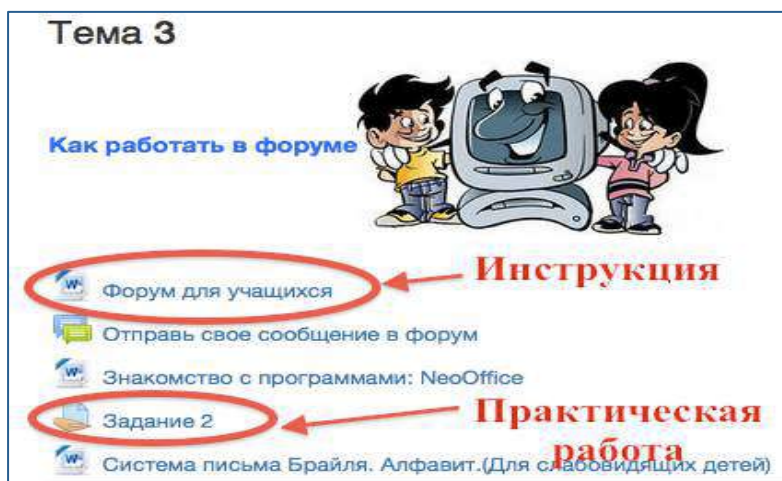 Тема 3
Как работать в форуме
Форум для учащихся
Инструкция
Отправь свое сообщение в форум
Знакомство с программами: NeoOffice
Задание 2
Практическая
работа
Система письма Брайля. Алфавит.(Для слабовидящих детей)